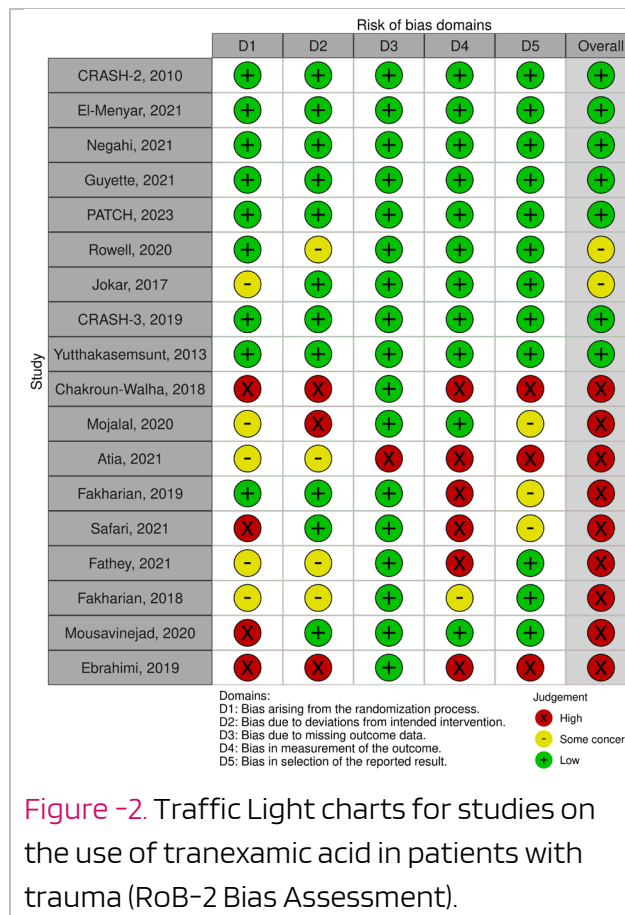 Risk of bias domains
D1 D2 D3 D4 D5 Overall
Study
CRASH-2, 2010 + + + + + +
El-Menyar, 2021 + + + + + +
Negahi, 2021 + + + + + +
Guyette, 2021 + + + + + +
PATCH, 2023 + + + + + +
Rowell, 2020 + - + + + -
Jokar, 2017 - + + + + -
CRASH-3, 2019 + + + + + +
Yutthakasemsunt, 2013 + + + + + +
Chakroun-Walha, 2018 X X + X X X
Mojalal, 2020 - X + + - X
Atia, 2021 - - X X X X
Fakharian, 2019 + + + X - X
Safari, 2021 X + + X - X
Fathey, 2021 - - + X + X
Fakharian, 2018 - - + - + X
Mousavinejad, 2020 X + + + + X
Ebrahimi, 2019 X X + X X X
Domains:
D1: Bias arising from the randomization process.
D2: Bias due to deviations from intended intervention.
D3: Bias due to missing outcome data.
D4: Bias in measurement of the outcome.
D5: Bias in selection of the reported result.
Judgement
X High
- Some concer
+ Low
Figure -2. Traffic Light charts for studies on
the use of tranexamic acid in patients with
trauma (RoB-2 Bias Assessment).